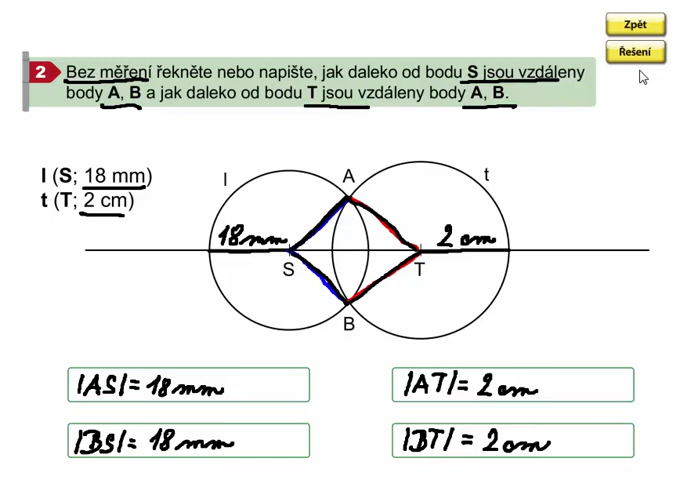 Zpět
Řešení
2 Bez měření řekněte nebo napište, jak daleko od bodu S jsou vzdáleny
body A, B a jak daleko od bodu T jsou vzdáleny body A, B.
l (S; 18 mm)
t (T; 2 cm)
l
A
t
18 mm
2 cm
S
T
B
|AS| = 18 mm
|AT| = 2 cm
|BS| = 18 mm
|BT| = 2 cm